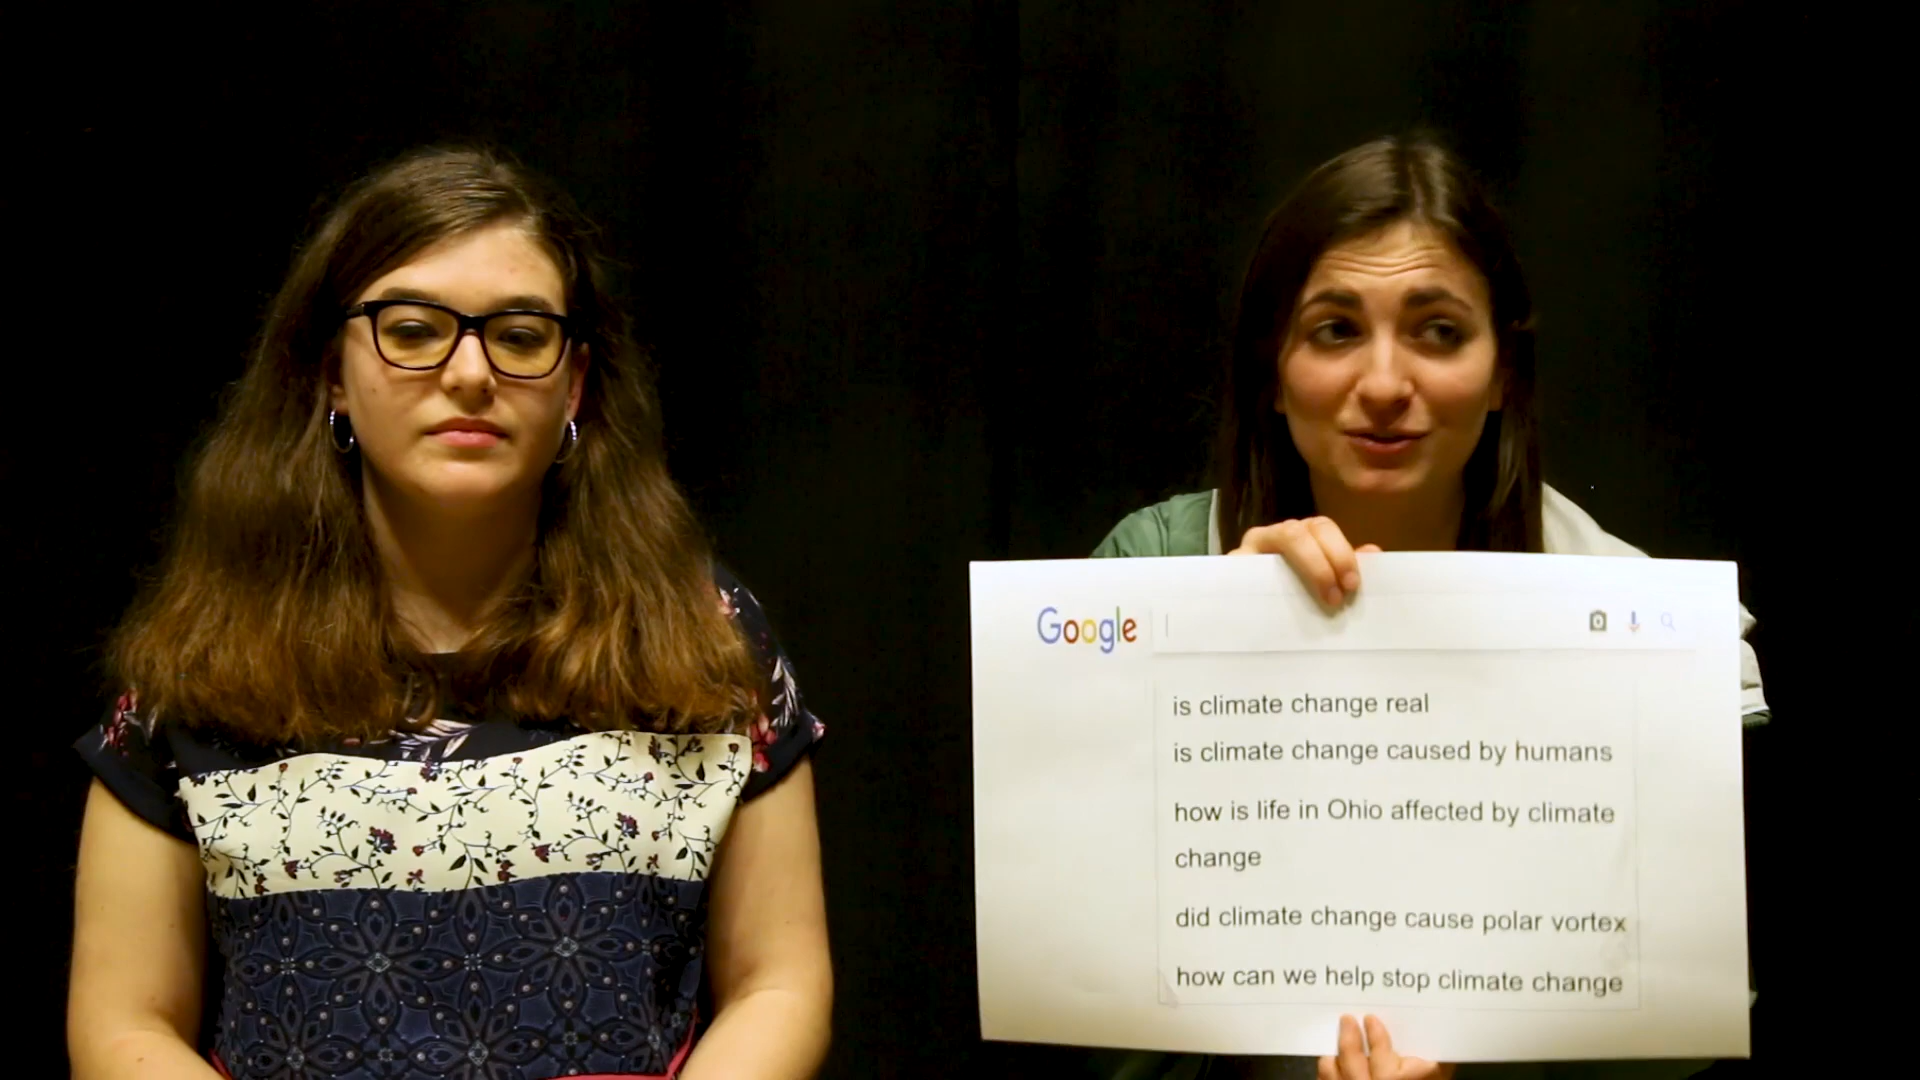 Google
is climate change real
is climate change caused by humans
how is life in Ohio affected by climate
change
did climate change cause polar vortex
how can we help stop climate change